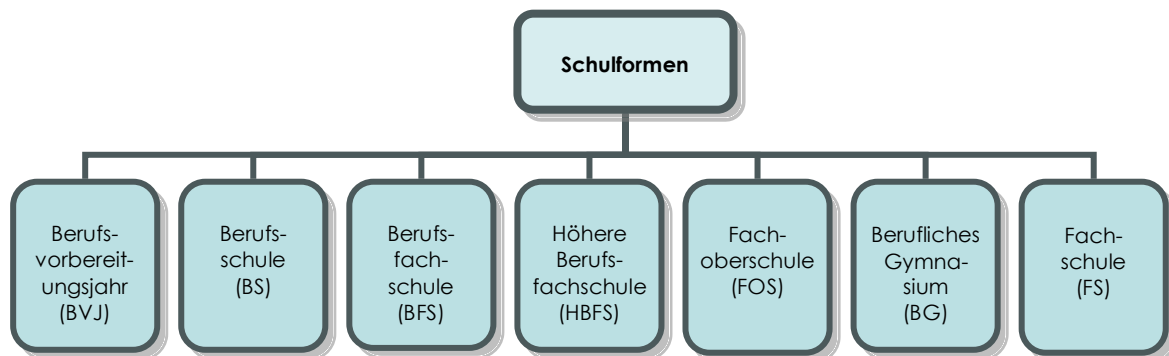 Schulformen
Berufs-
vorbereit-
ungsjahr
(BVJ)
Berufs-
schule
(BS)
Berufs-
fach-
schule
(BFS)
Höhere
Berufs-
fachschule
(HBFS)
Fach-
oberschule
(FOS)
Berufliches
Gymna-
sium
(BG)
Fach-
schule
(FS)